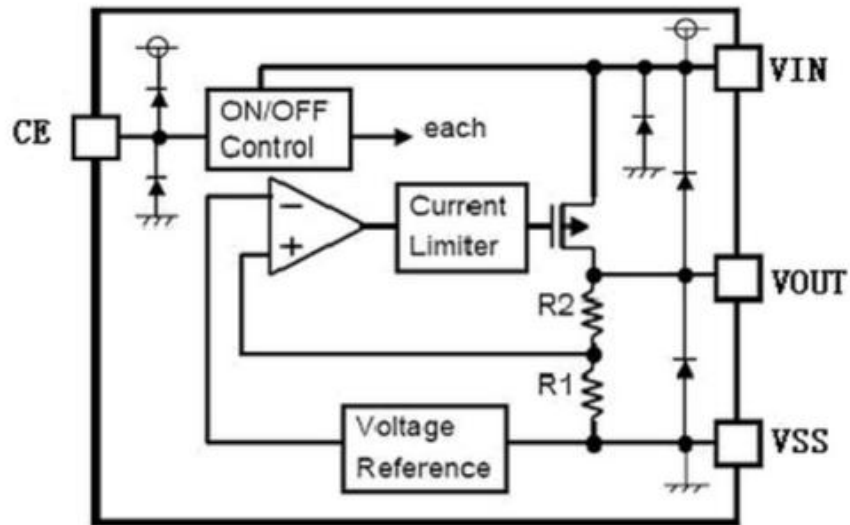 VIN
CE
ON/OFF
Control
each
−
+
Current
Limiter
VOUT
R2
R1
Voltage
Reference
VSS